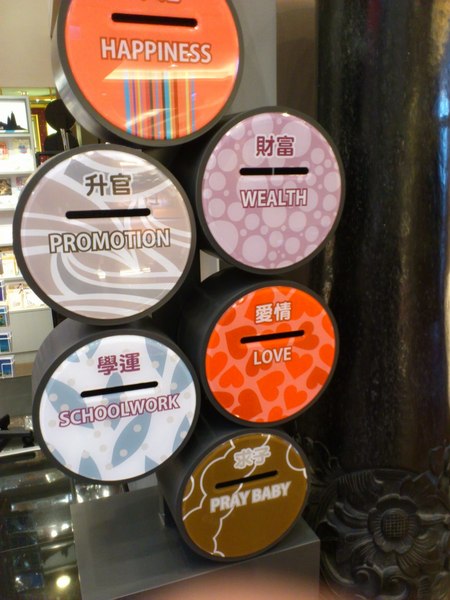 HAPPINESS
財富
WEALTH
升官
PROMOTION
愛情
LOVE
學運
SCHOOLWORK
求子
PRAY BABY